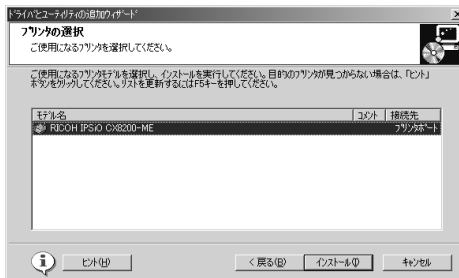 ドライバとユーティリティの追加ウィザード
プリンタの選択
ご使用になるプリンタを選択してください。
ご使用になるプリンタモデルを選択し、インストールを実行してください。目的のプリンタが見つからない場合は、「ヒント」
ボタンをクリックしてください。リストを更新するにはF5キーを押してください。
モデル名 コメント 接続先
RICOH IPSiO CX8200-ME プリンタポート
ヒント(H) < 戻る(B) インストール(I) キャンセル